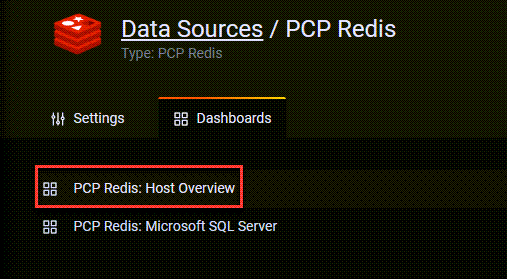 Data Sources / PCP Redis
Type: PCP Redis
Settings
Dashboards
PCP Redis: Host Overview
PCP Redis: Microsoft SQL Server